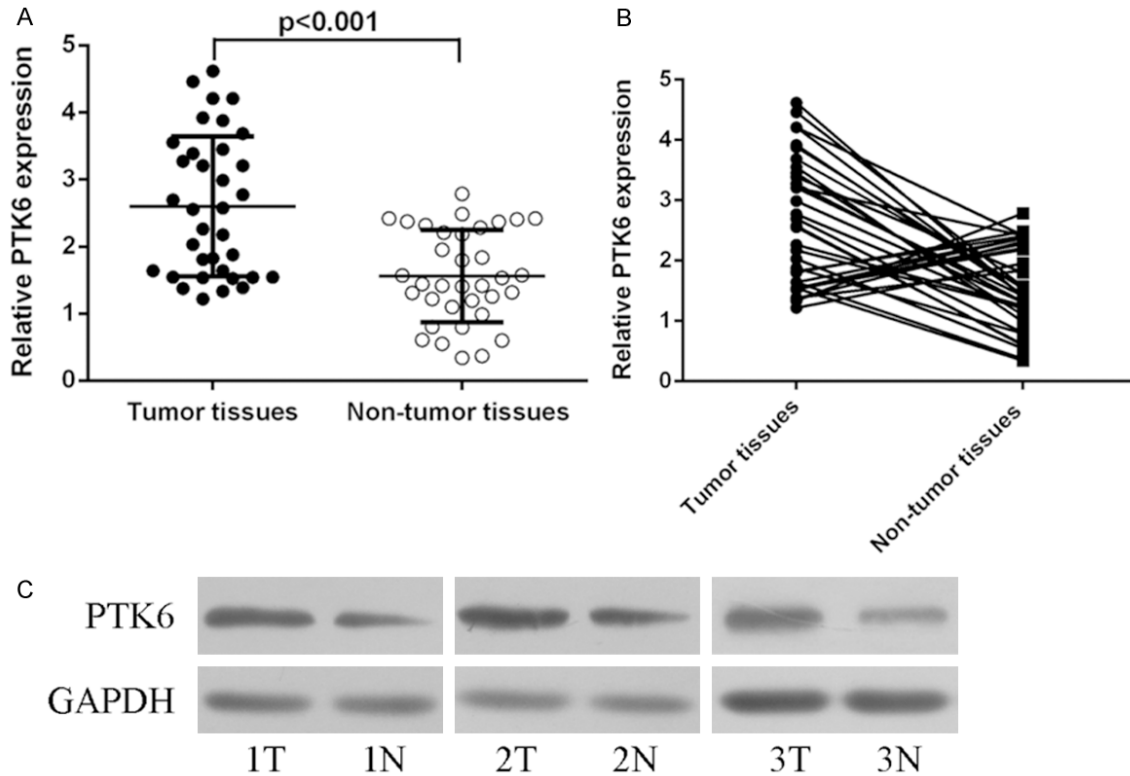 A
p<0.001
Relative PTK6 expression
5
4
3
2
1
0
Tumor tissues
Non-tumor tissues
B
Relative PTK6 expression
5
4
3
2
1
0
Tumor tissues
Non-tumor tissues
C
PTK6
GAPDH
1T 1N 2T 2N 3T 3N